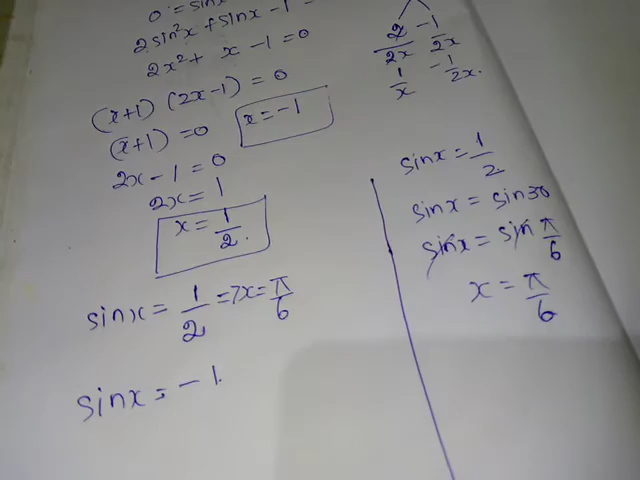 0 = sinx
2sin²x + sinx - 1 =
2x² + x - 1 = 0
(x+1) (2x-1) = 0
(x+1) = 0 x = -1
2x - 1 = 0
2x = 1
x = 1/2.
sinx = 1/2 => x = π/6
sinx = - 1.
2/2x -1/2x
1/x -1/2x.
sinx = 1/2
sinx = sin30
sinx = sin π/6
x = π/6